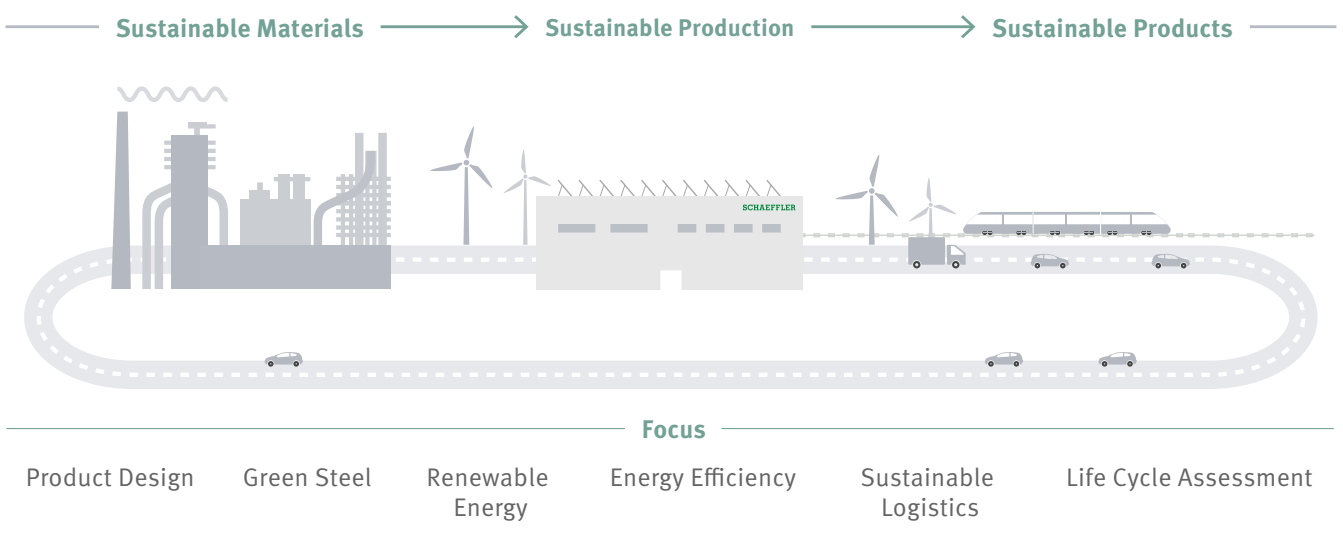 Sustainable Materials
Sustainable Production
Sustainable Products
SCHAEFFLER
Focus
Product Design
Green Steel
Renewable
Energy
Energy Efficiency
Sustainable
Logistics
Life Cycle Assessment